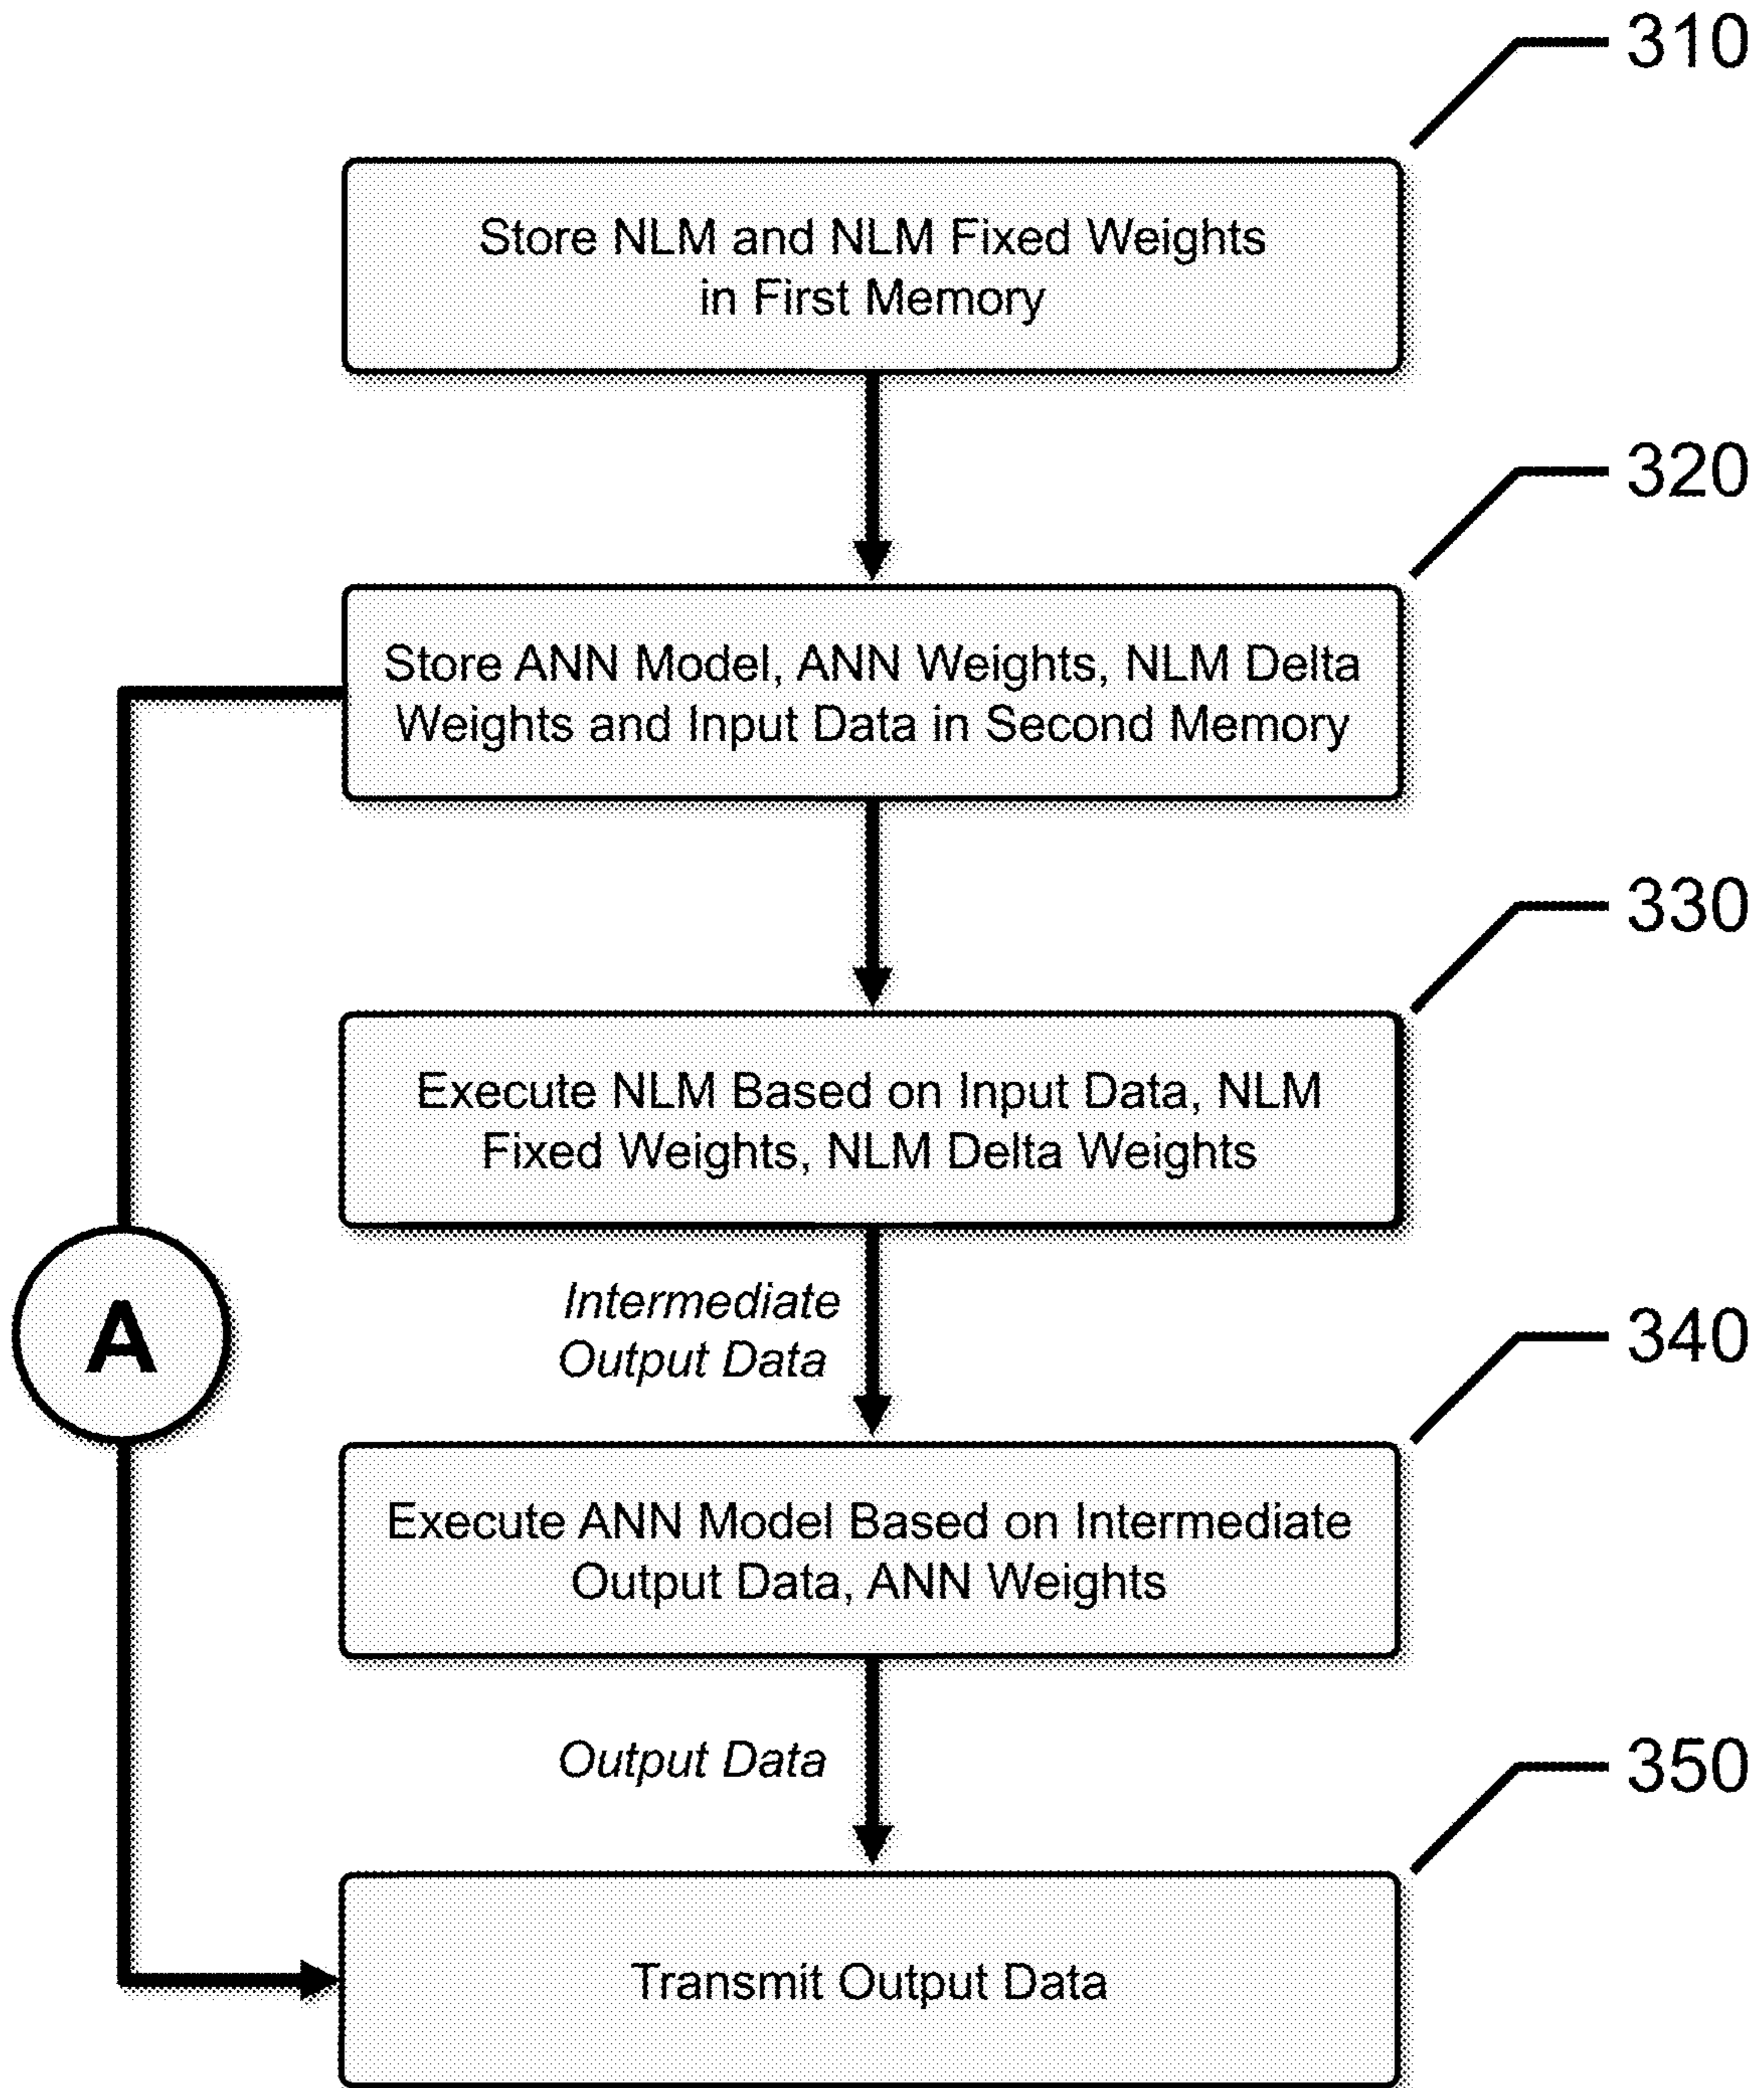 310
Store NLM and NLM Fixed Weights
in First Memory
320
Store ANN Model, ANN Weights, NLM Delta
Weights and Input Data in Second Memory
330
Execute NLM Based on Input Data, NLM
Fixed Weights, NLM Delta Weights
A
Intermediate
Output Data
340
Execute ANN Model Based on Intermediate
Output Data, ANN Weights
Output Data
350
Transmit Output Data